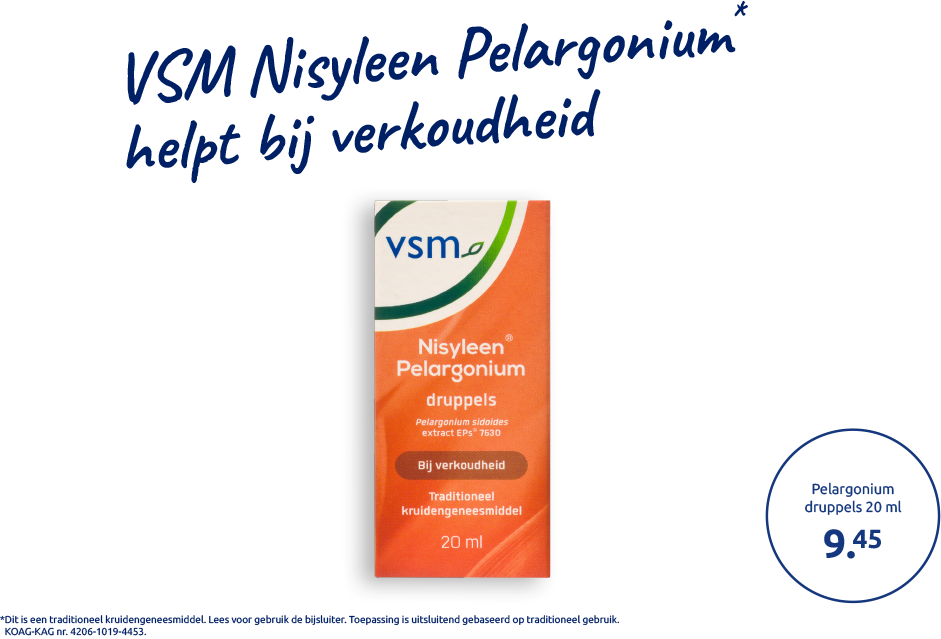 VSM Nisyleen Pelargonium*
helpt bij verkoudheid
vsm
Nisyleen®
Pelargonium
druppels
Pelargonium sidoides
extract EPs® 7630
Bij verkoudheid
Traditioneel
kruidengeneesmiddel
20 ml
Pelargonium
druppels 20 ml
9.45
*Dit is een traditioneel kruidengeneesmiddel. Lees voor gebruik de bijsluiter. Toepassing is uitsluitend gebaseerd op traditioneel gebruik.
KOAG-KAG nr. 4206-1019-4453.